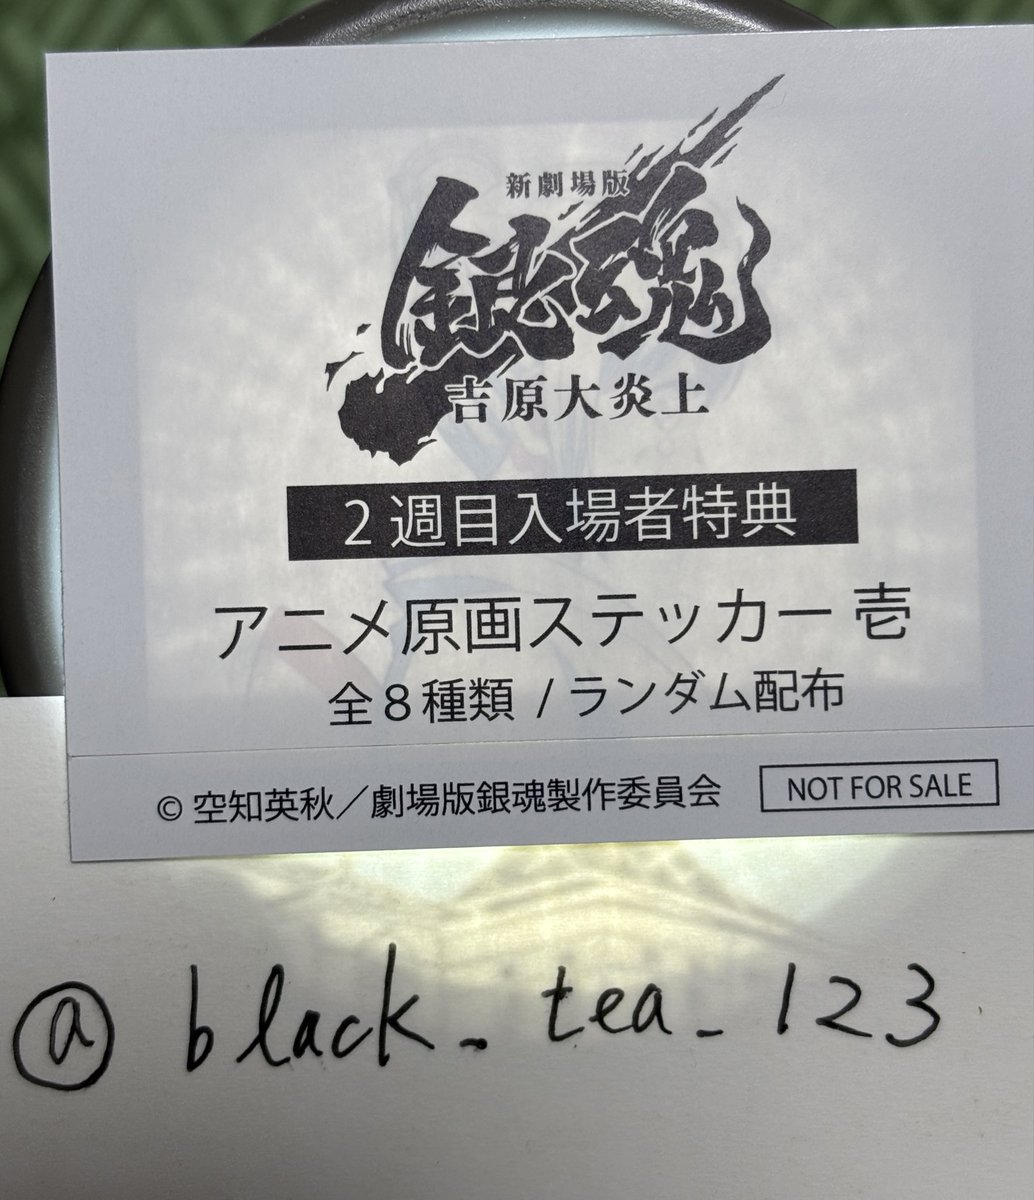 新劇場版
銀魂
吉原大炎上
2週目入場者特典
アニメ原画ステッカー 壱
全8種類 / ランダム配布
© 空知英秋／劇場版銀魂製作委員会
NOT FOR SALE
@ black_tea_123